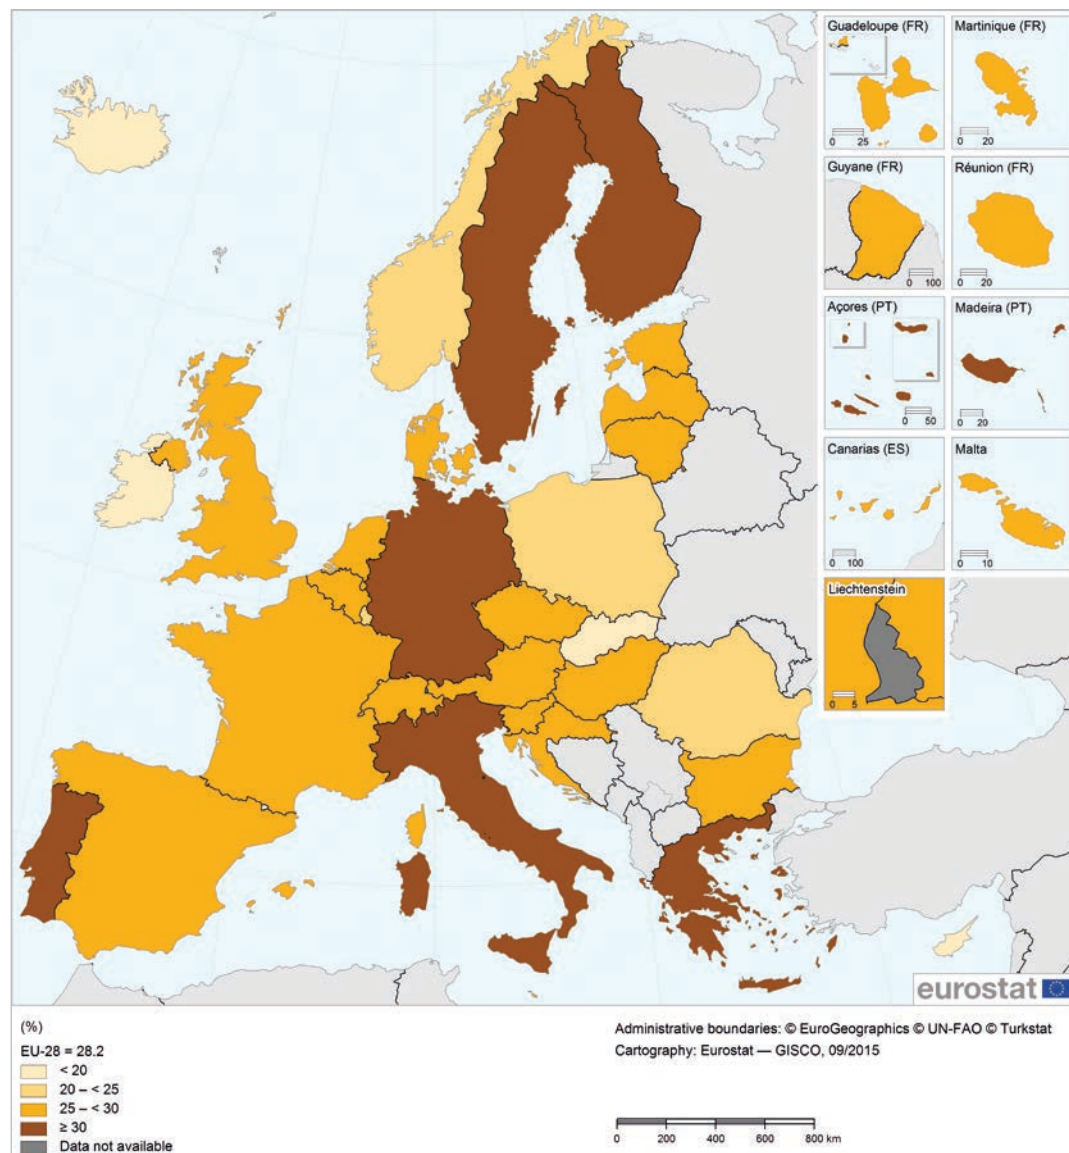 Guadeloupe (FR)
0 25
Martinique (FR)
0 20
Guyane (FR)
0 100
Réunion (FR)
0 20
Açores (PT)
0 50
Madeira (PT)
0 20
Canarias (ES)
0 100
Malta
0 10
Liechtenstein
0 5
eurostat
(%)
EU-28 = 28.2
< 20
20 – < 25
25 – < 30
≥ 30
Data not available
Administrative boundaries: © EuroGeographics © UN-FAO © Turkstat
Cartography: Eurostat — GISCO, 09/2015
0 200 400 600 800 km